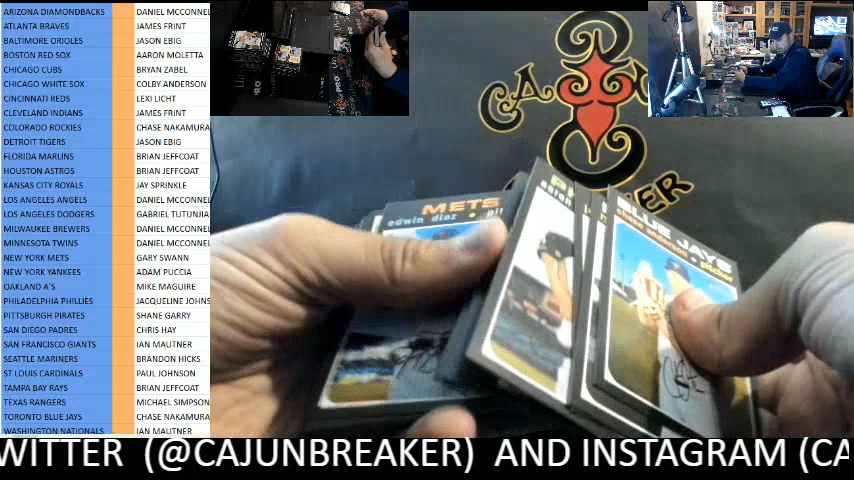 ARIZONA DIAMONDBACKS DANIEL MCCONNEL
ATLANTA BRAVES JAMES FRINT
BALTIMORE ORIOLES JASON EBIG
BOSTON RED SOX AARON MOLETTA
CHICAGO CUBS BRYAN ZABEL
CHICAGO WHITE SOX COLBY ANDERSON
CINCINNATI REDS LEXI LICHT
CLEVELAND INDIANS JAMES FRINT
COLORADO ROCKIES CHASE NAKAMURA
DETROIT TIGERS JASON EBIG
FLORIDA MARLINS BRIAN JEFFCOAT
HOUSTON ASTROS BRIAN JEFFCOAT
KANSAS CITY ROYALS JAY SPRINKLE
LOS ANGELES ANGELS DANIEL MCCONNEL
LOS ANGELES DODGERS GABRIEL TUTUNJIA
MILWAUKEE BREWERS DANIEL MCCONNEL
MINNESOTA TWINS DANIEL MCCONNEL
NEW YORK METS GARY SWANN
NEW YORK YANKEES ADAM PUCCIA
OAKLAND A'S MIKE MAGUIRE
PHILADELPHIA PHILLIES JACQUELINE JOHNS
PITTSBURGH PIRATES SHANE GARRY
SAN DIEGO PADRES CHRIS HAY
SAN FRANCISCO GIANTS IAN MAUTNER
SEATTLE MARINERS BRANDON HICKS
ST LOUIS CARDINALS PAUL JOHNSON
TAMPA BAY RAYS BRIAN JEFFCOAT
TEXAS RANGERS MICHAEL SIMPSON
TORONTO BLUE JAYS CHASE NAKAMURA
WASHINGTON NATIONALS IAN MAUTNER
METS
edwin diaz • pit
aaron
BLUE JAYS
chase anderson • pitcher
WITTER (@CAJUNBREAKER) AND INSTAGRAM (CA